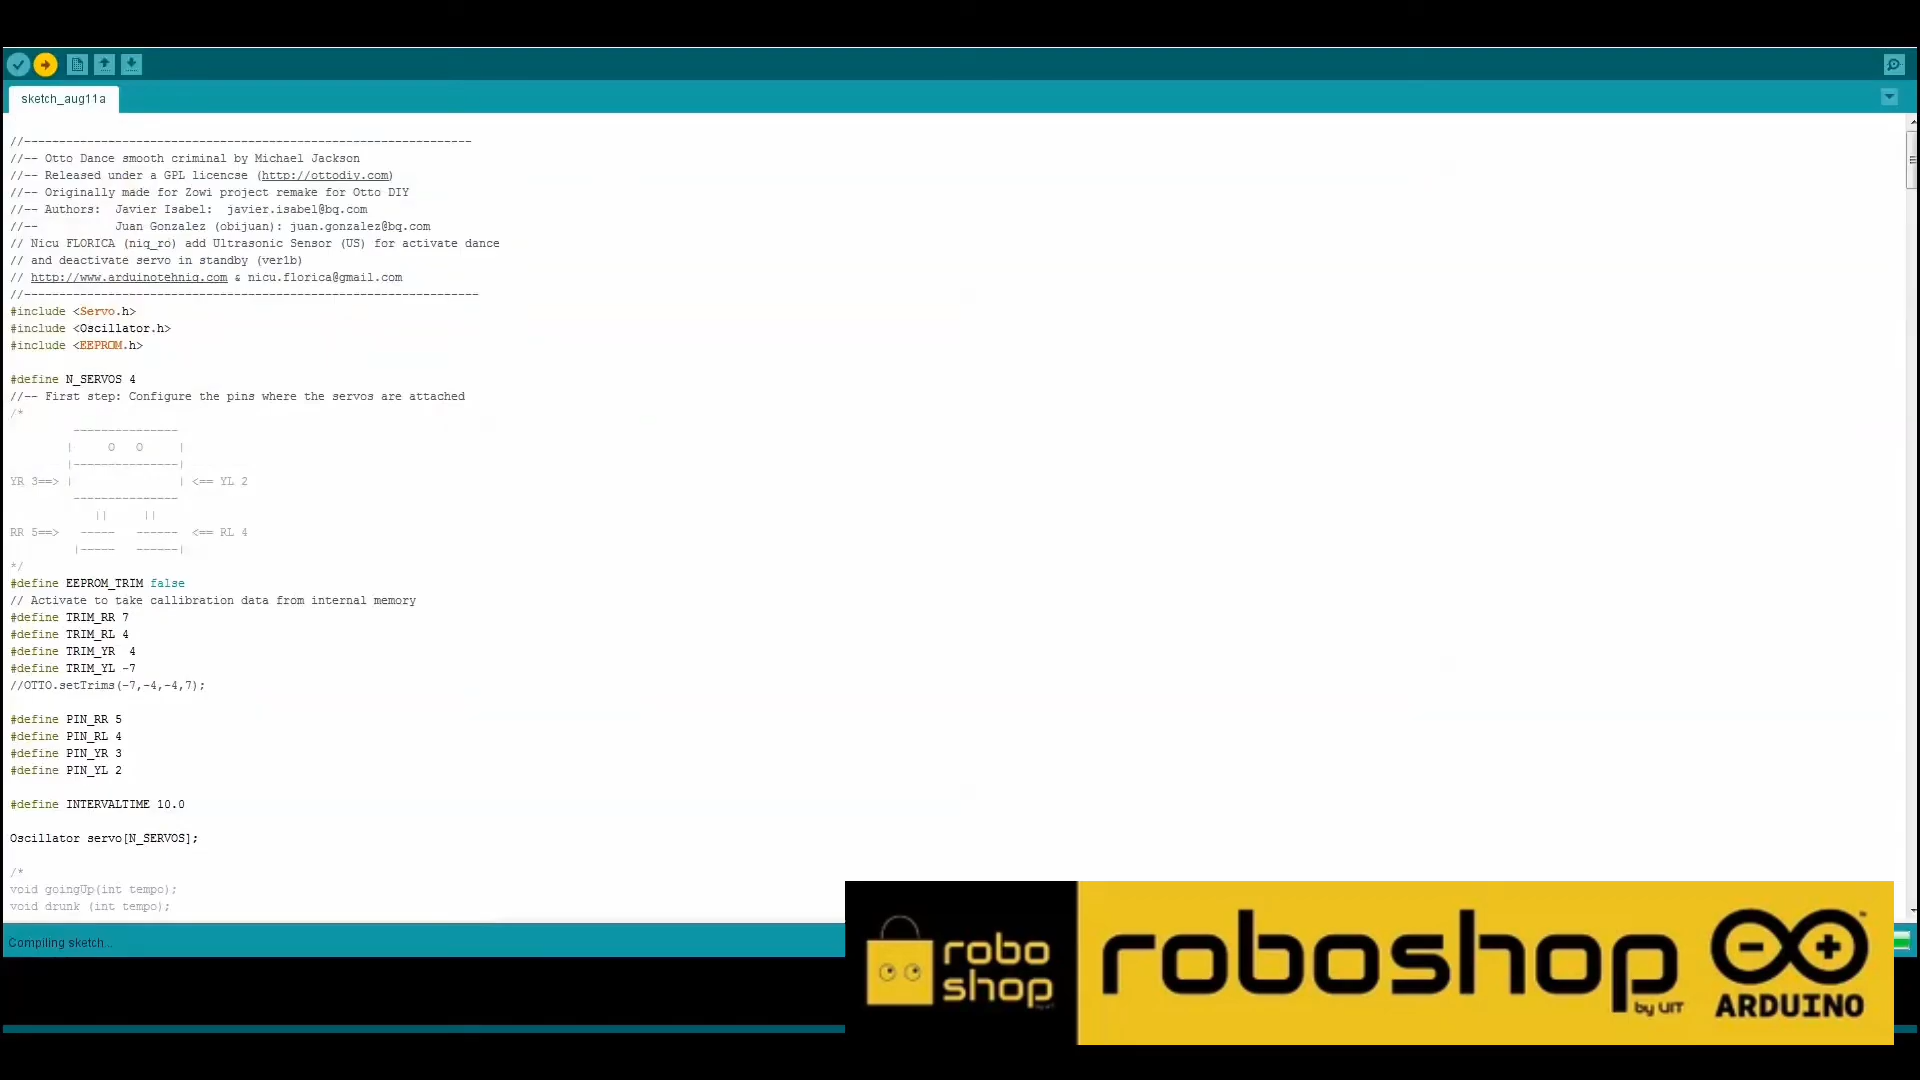 sketch_aug11a
//----------------------------------------------------------------
//-- Otto Dance smooth criminal by Michael Jackson
//-- Released under a GPL licencse (http://ottodiy.com)
//-- Originally made for Zowi project remake for Otto DIY
//-- Authors:  Javier Isabel:  javier.isabel@bq.com
//--           Juan Gonzalez (obijuan): juan.gonzalez@bq.com
// Nicu FLORICA (niq_ro) add Ultrasonic Sensor (US) for activate dance
// and deactivate servo in standby (ver1b)
// http://www.arduinotehniq.com & nicu.florica@gmail.com
//-----------------------------------------------------------------
#include <Servo.h>
#include <Oscillator.h>
#include <EEPROM.h>
#define N_SERVOS 4
//-- First step: Configure the pins where the servos are attached
/*
         ---------------
        |     O   O     |
        |---------------|
YR 3==> |               | <== YL 2
         ---------------
            ||     ||
RR 5==>   -----   ------  <== RL 4
         |-----   ------|
*/
#define EEPROM_TRIM false
// Activate to take callibration data from internal memory
#define TRIM_RR 7
#define TRIM_RL 4
#define TRIM_YR  4
#define TRIM_YL -7
//OTTO.setTrims(-7,-4,-4,7);
#define PIN_RR 5
#define PIN_RL 4
#define PIN_YR 3
#define PIN_YL 2
#define INTERVALTIME 10.0
Oscillator servo[N_SERVOS];
/*
void goingUp(int tempo);
void drunk (int tempo);
Compiling sketch...
robo
shop
roboshop
by UIT
ARDUINO
TM